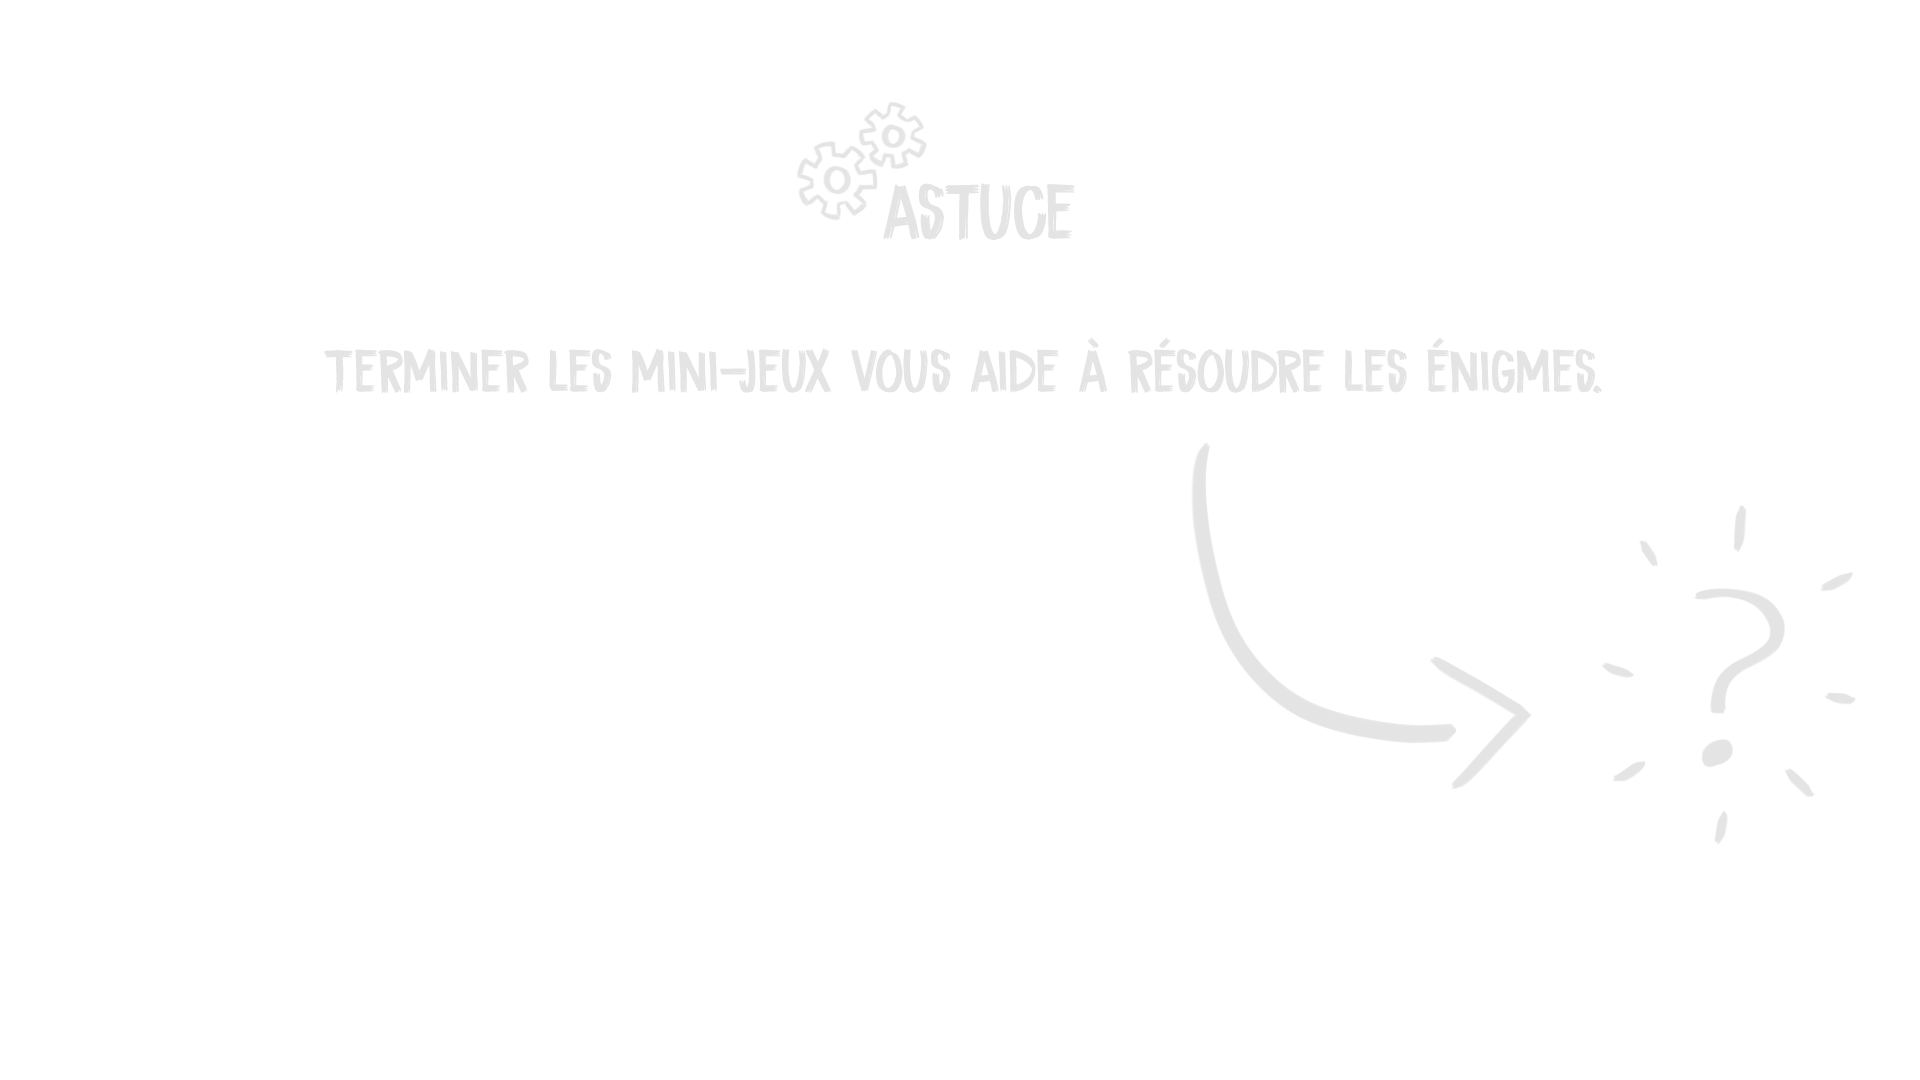 ASTUCE
TERMINER LES MINI-JEUX VOUS AIDE À RÉSOUDRE LES ÉNIGMES.
?